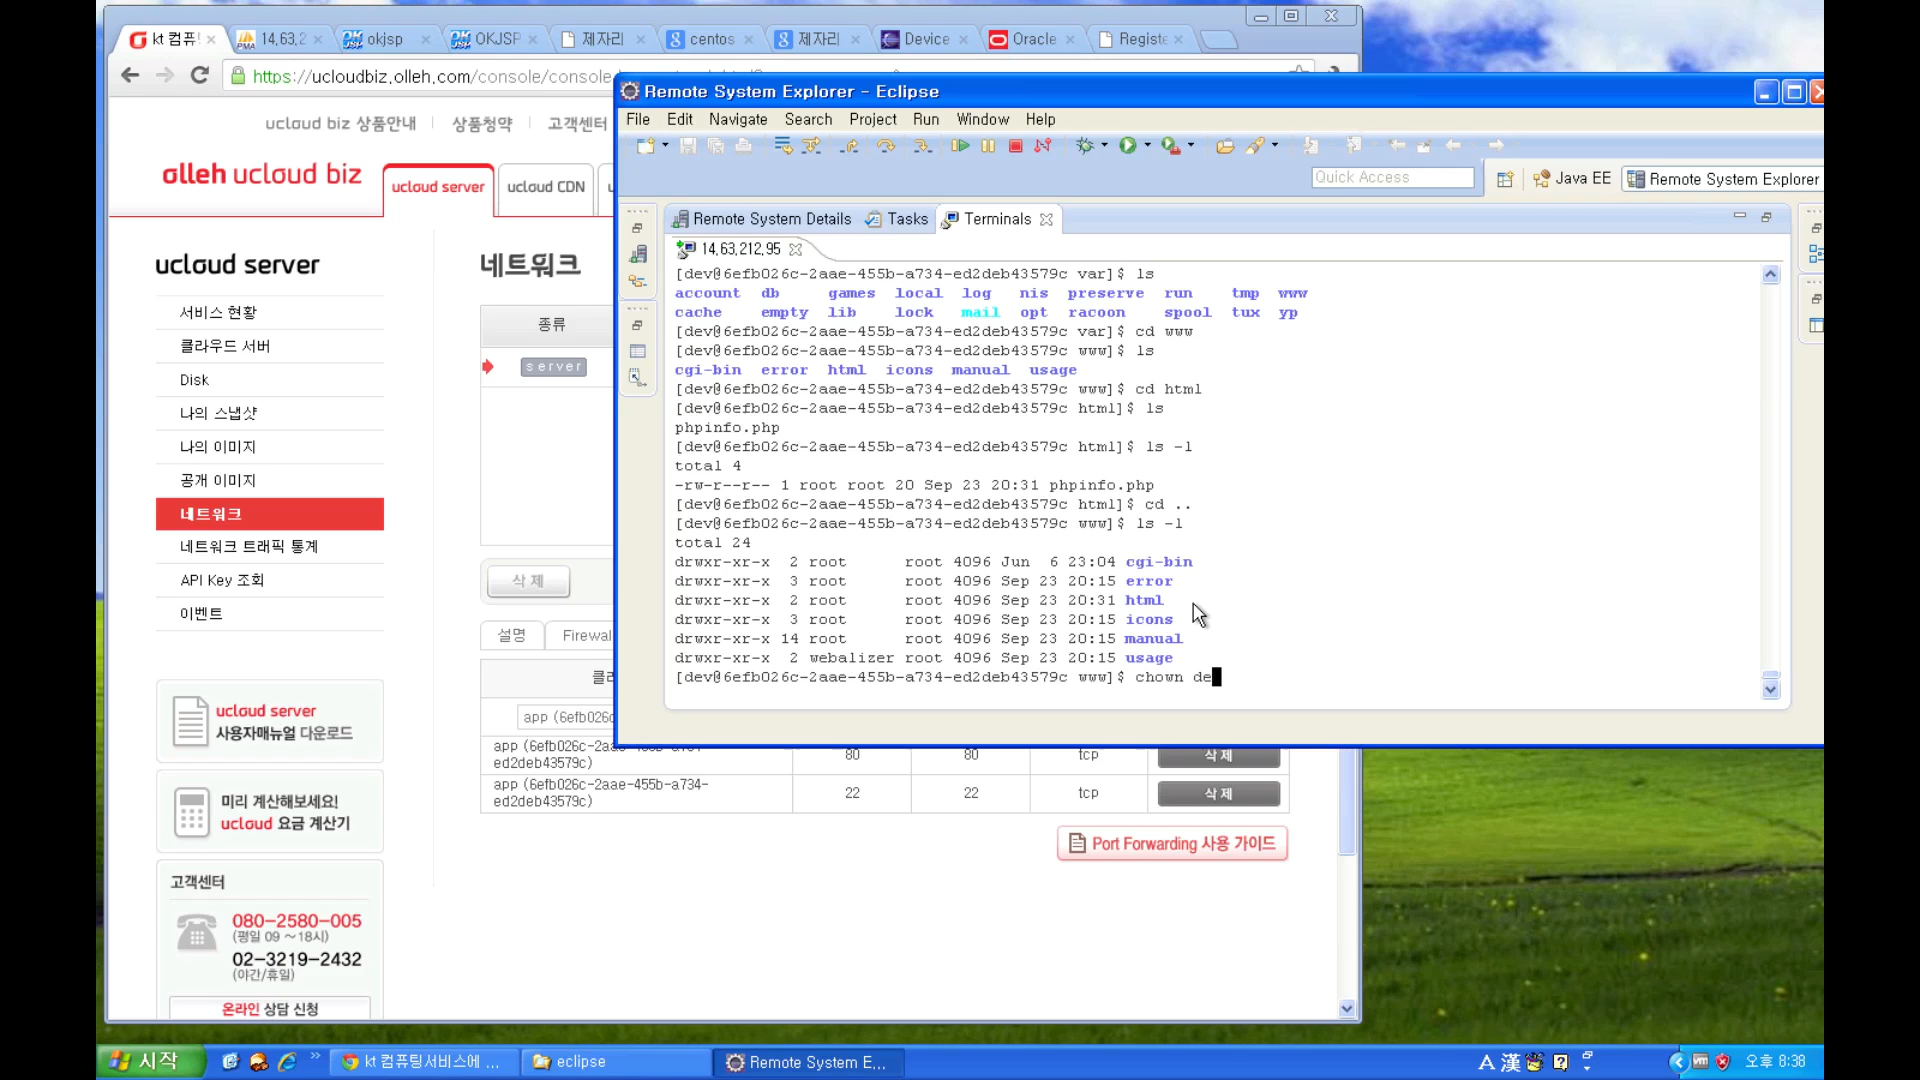 kt 컴퓨!
14,63,2
okjsp
OKJSP
제자리
centos
제자리
Device
Oracle
Registe
https://ucloudbiz,olleh,com/console/console,
ucloud biz 상품안내
상품청약
고객센터
olleh ucloud biz
ucloud server
ucloud CDN
ucloud server
서비스 현황
클라우드 서버
Disk
나의 스냅샷
나의 이미지
공개 이미지
네트워크
네트워크 트래픽 통계
API Key 조회
이벤트
ucloud server
사용자매뉴얼 다운로드
미리 계산해보세요!
ucloud 요금 계산기
고객센터
080-2580-005
(평일 09 ~18시)
02-3219-2432
(야간/휴일)
온라인 상담 신청
네트워크
종류
server
삭 제
설명
Firewal
클라
app (6efb026c
ed2deb43579c)
80
80
tcp
삭 제
app (6efb026c-2aae-455b-a734-
ed2deb43579c)
22
22
tcp
삭 제
Port Forwarding 사용 가이드
Remote System Explorer - Eclipse
File Edit Navigate Search Project Run Window Help
Quick Access
Java EE
Remote System Explorer
Remote System Details
Tasks
Terminals
14,63,212,95
[dev@6efb026c-2aae-455b-a734-ed2deb43579c var]$ ls
account db games local log nis preserve run tmp www
cache empty lib lock mail opt racoon spool tux yp
[dev@6efb026c-2aae-455b-a734-ed2deb43579c var]$ cd www
[dev@6efb026c-2aae-455b-a734-ed2deb43579c www]$ ls
cgi-bin error html icons manual usage
[dev@6efb026c-2aae-455b-a734-ed2deb43579c www]$ cd html
[dev@6efb026c-2aae-455b-a734-ed2deb43579c html]$ ls
phpinfo.php
[dev@6efb026c-2aae-455b-a734-ed2deb43579c html]$ ls -l
total 4
-rw-r--r-- 1 root root 20 Sep 23 20:31 phpinfo.php
[dev@6efb026c-2aae-455b-a734-ed2deb43579c html]$ cd ..
[dev@6efb026c-2aae-455b-a734-ed2deb43579c www]$ ls -l
total 24
drwxr-xr-x 2 root root 4096 Jun 6 23:04 cgi-bin
drwxr-xr-x 3 root root 4096 Sep 23 20:15 error
drwxr-xr-x 2 root root 4096 Sep 23 20:31 html
drwxr-xr-x 3 root root 4096 Sep 23 20:15 icons
drwxr-xr-x 14 root root 4096 Sep 23 20:15 manual
drwxr-xr-x 2 webalizer root 4096 Sep 23 20:15 usage
[dev@6efb026c-2aae-455b-a734-ed2deb43579c www]$ chown de
시작
kt 컴퓨팅서비스에 ...
eclipse
Remote System E...
A 漢
오후 8:38